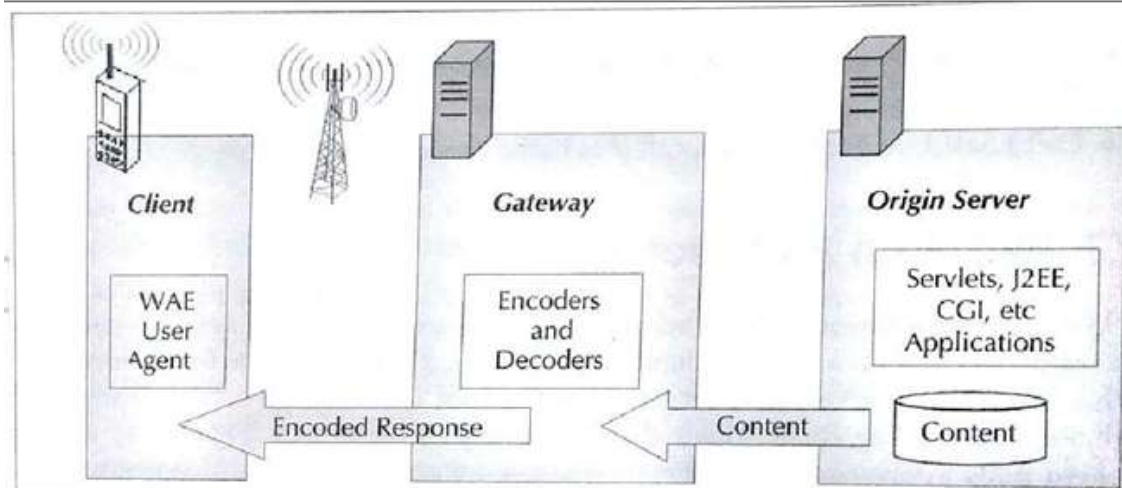 Client
Gateway
Origin Server
WAE
User
Agent
Encoders
and
Decoders
Servlets, J2EE,
CGI, etc
Applications
Encoded Response
Content
Content